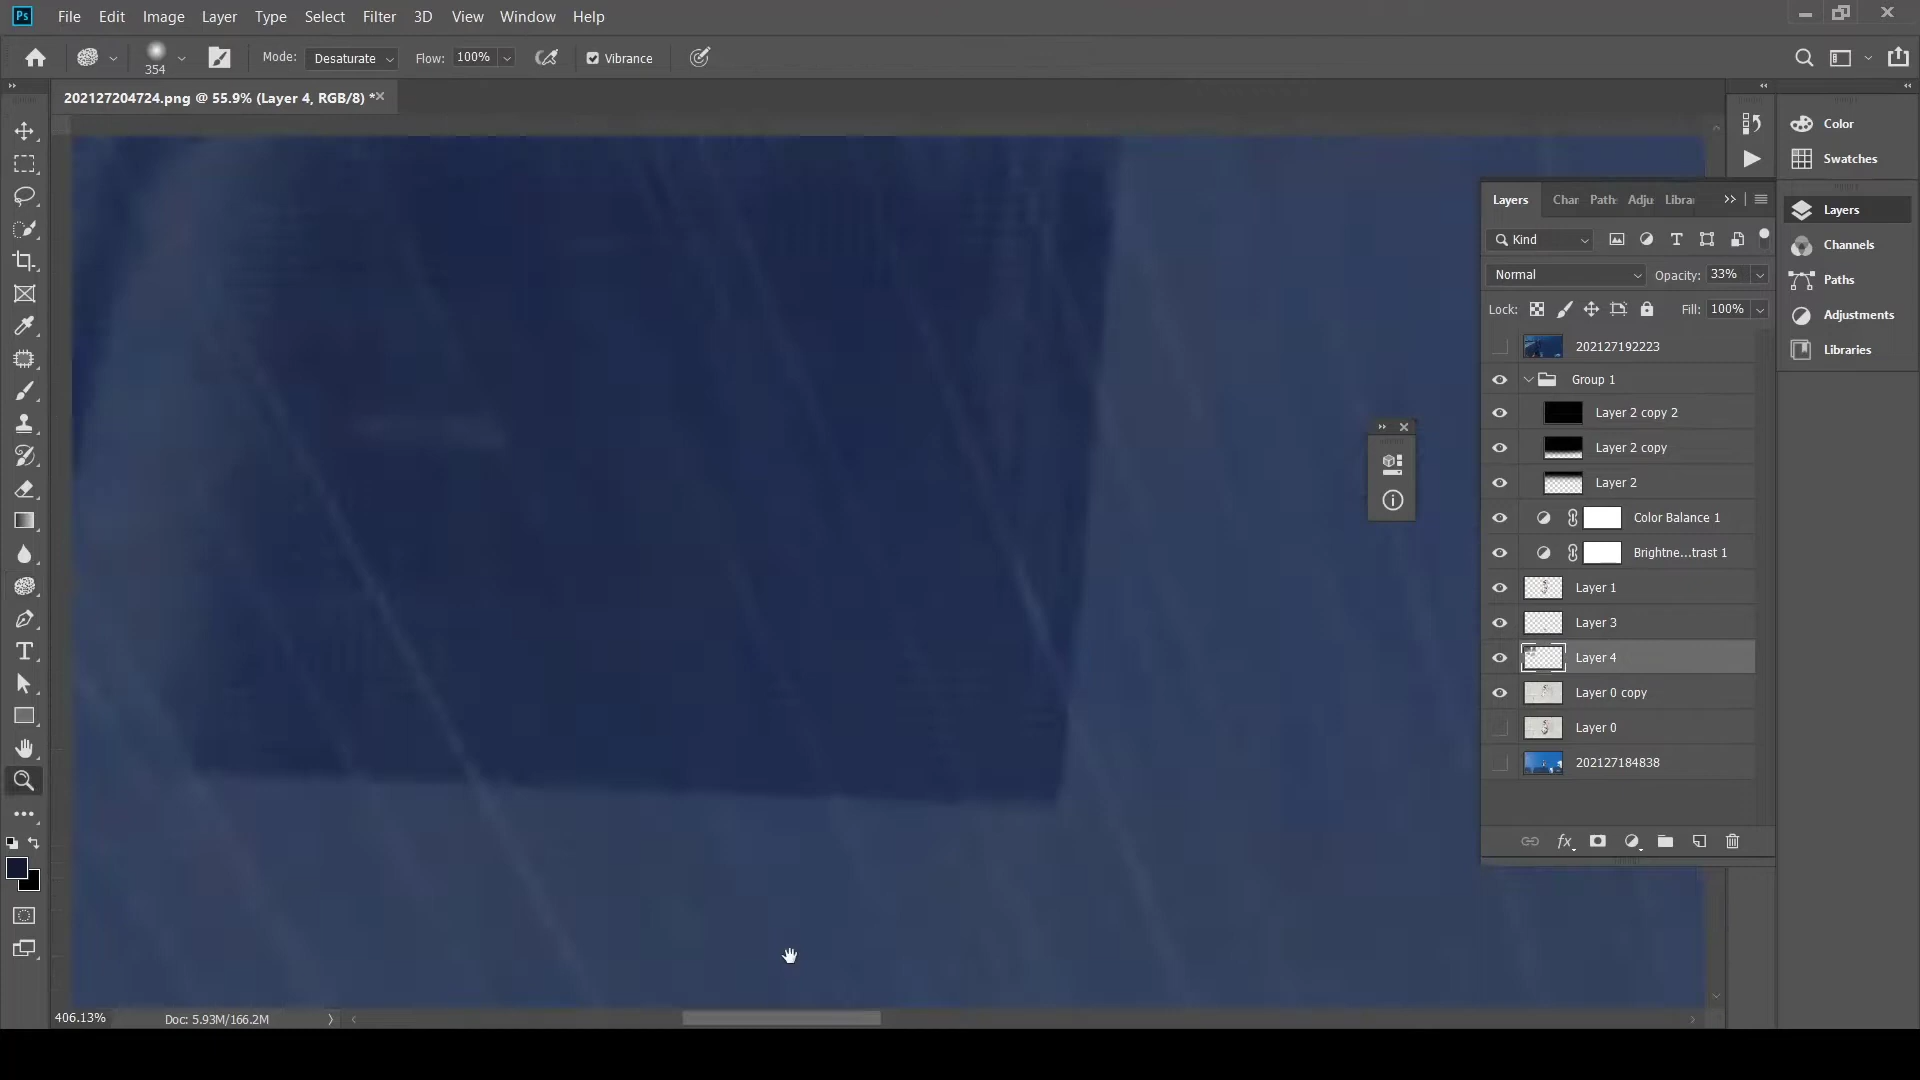 Ps File Edit Image Layer Type Select Filter 3D View Window Help
354 Mode: Desaturate Flow: 100% Vibrance
202127204724.png @ 55.9% (Layer 4, RGB/8) *
Color
Swatches
Layers
Channels
Paths
Adjustments
Libraries
Layers Char Paths Adju Librar
Kind
Normal Opacity: 33%
Lock: Fill: 100%
202127192223
Group 1
Layer 2 copy 2
Layer 2 copy
Layer 2
Color Balance 1
Brightne...trast 1
Layer 1
Layer 3
Layer 4
Layer 0 copy
Layer 0
202127184838
fx
406.13% Doc: 5.93M/166.2M